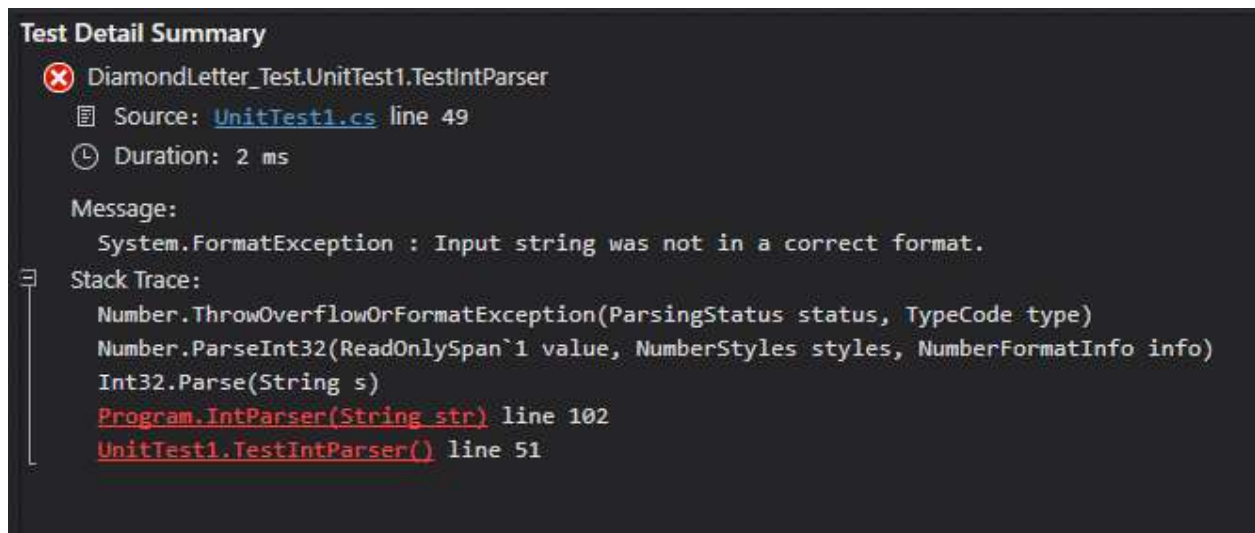 Test Detail Summary
DiamondLetter_Test.UnitTest1.TestIntParser
Source: UnitTest1.cs line 49
Duration: 2 ms
Message:
System.FormatException : Input string was not in a correct format.
Stack Trace:
Number.ThrowOverflowOrFormatException(ParsingStatus status, TypeCode type)
Number.ParseInt32(ReadOnlySpan`1 value, NumberStyles styles, NumberFormatInfo info)
Int32.Parse(String s)
Program.IntParser(String str) line 102
UnitTest1.TestIntParser() line 51